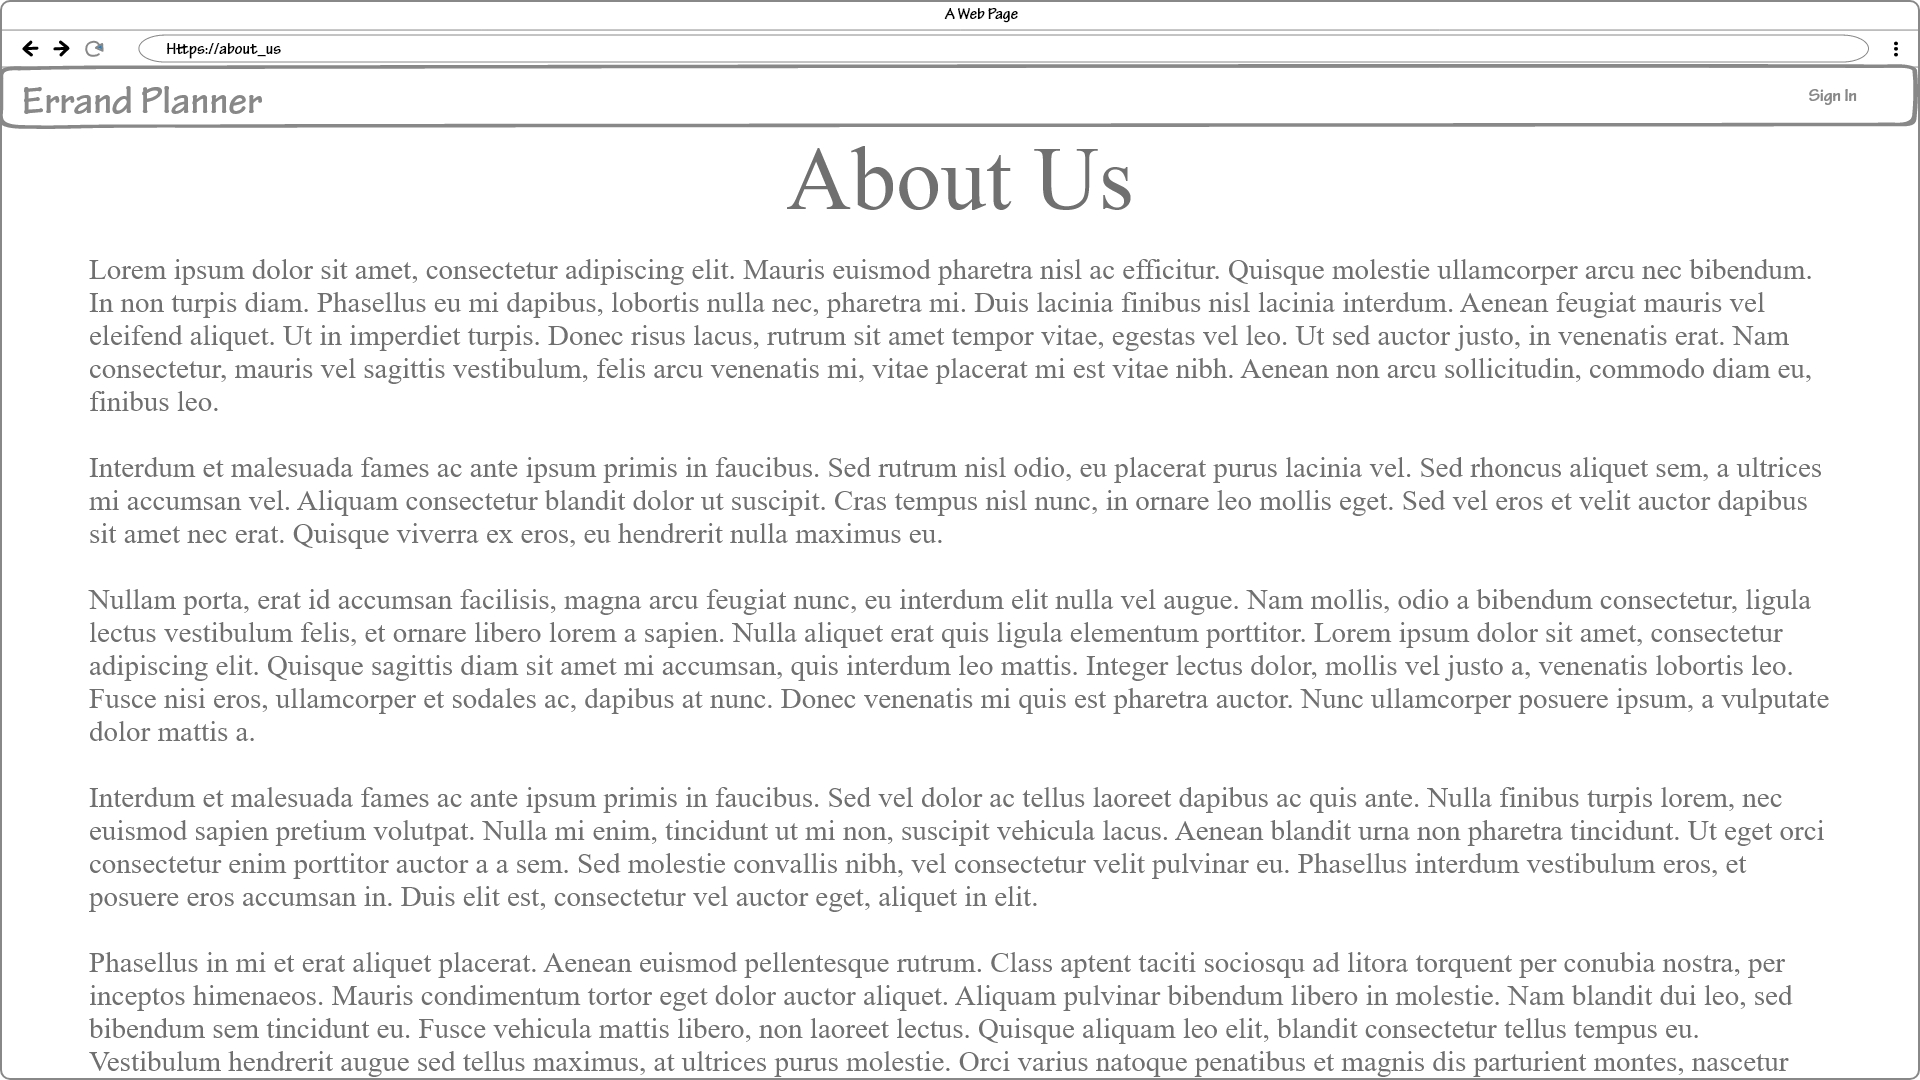 A Web Page
Https://about_us
Errand Planner
Sign In
About Us
Lorem ipsum dolor sit amet, consectetur adipiscing elit. Mauris euismod pharetra nisl ac efficitur. Quisque molestie ullamcorper arcu nec bibendum.
In non turpis diam. Phasellus eu mi dapibus, lobortis nulla nec, pharetra mi. Duis lacinia finibus nisl lacinia interdum. Aenean feugiat mauris vel
eleifend aliquet. Ut in imperdiet turpis. Donec risus lacus, rutrum sit amet tempor vitae, egestas vel leo. Ut sed auctor justo, in venenatis erat. Nam
consectetur, mauris vel sagittis vestibulum, felis arcu venenatis mi, vitae placerat mi est vitae nibh. Aenean non arcu sollicitudin, commodo diam eu,
finibus leo.
Interdum et malesuada fames ac ante ipsum primis in faucibus. Sed rutrum nisl odio, eu placerat purus lacinia vel. Sed rhoncus aliquet sem, a ultrices
mi accumsan vel. Aliquam consectetur blandit dolor ut suscipit. Cras tempus nisl nunc, in ornare leo mollis eget. Sed vel eros et velit auctor dapibus
sit amet nec erat. Quisque viverra ex eros, eu hendrerit nulla maximus eu.
Nullam porta, erat id accumsan facilisis, magna arcu feugiat nunc, eu interdum elit nulla vel augue. Nam mollis, odio a bibendum consectetur, ligula
lectus vestibulum felis, et ornare libero lorem a sapien. Nulla aliquet erat quis ligula elementum porttitor. Lorem ipsum dolor sit amet, consectetur
adipiscing elit. Quisque sagittis diam sit amet mi accumsan, quis interdum leo mattis. Integer lectus dolor, mollis vel justo a, venenatis lobortis leo.
Fusce nisi eros, ullamcorper et sodales ac, dapibus at nunc. Donec venenatis mi quis est pharetra auctor. Nunc ullamcorper posuere ipsum, a vulputate
dolor mattis a.
Interdum et malesuada fames ac ante ipsum primis in faucibus. Sed vel dolor ac tellus laoreet dapibus ac quis ante. Nulla finibus turpis lorem, nec
euismod sapien pretium volutpat. Nulla mi enim, tincidunt ut mi non, suscipit vehicula lacus. Aenean blandit urna non pharetra tincidunt. Ut eget orci
consectetur enim porttitor auctor a a sem. Sed molestie convallis nibh, vel consectetur velit pulvinar eu. Phasellus interdum vestibulum eros, et
posuere eros accumsan in. Duis elit est, consectetur vel auctor eget, aliquet in elit.
Phasellus in mi et erat aliquet placerat. Aenean euismod pellentesque rutrum. Class aptent taciti sociosqu ad litora torquent per conubia nostra, per
inceptos himenaeos. Mauris condimentum tortor eget dolor auctor aliquet. Aliquam pulvinar bibendum libero in molestie. Nam blandit dui leo, sed
bibendum sem tincidunt eu. Fusce vehicula mattis libero, non laoreet lectus. Quisque aliquam leo elit, blandit consectetur tellus tempus eu.
Vestibulum hendrerit augue sed tellus maximus, at ultrices purus molestie. Orci varius natoque penatibus et magnis dis parturient montes, nascetur